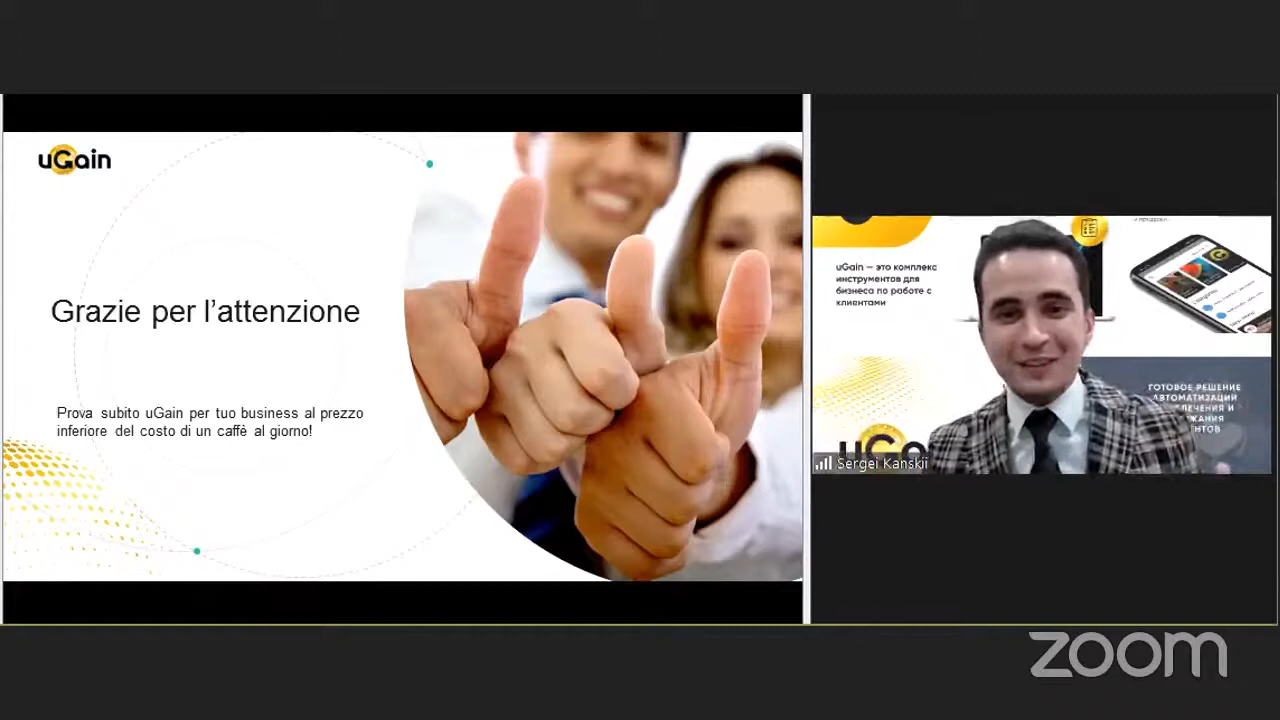 uGain
Grazie per l’attenzione
Prova subito uGain per tuo business al prezzo
inferiore del costo di un caffè al giorno!
uGain — это комплекс
инструментов для
бизнеса по работе с
клиентами
ГОТОВОЕ РЕШЕНИЕ
АВТОМАТИЗАЦИИ
uGa
Sergei Kanskii
zoom